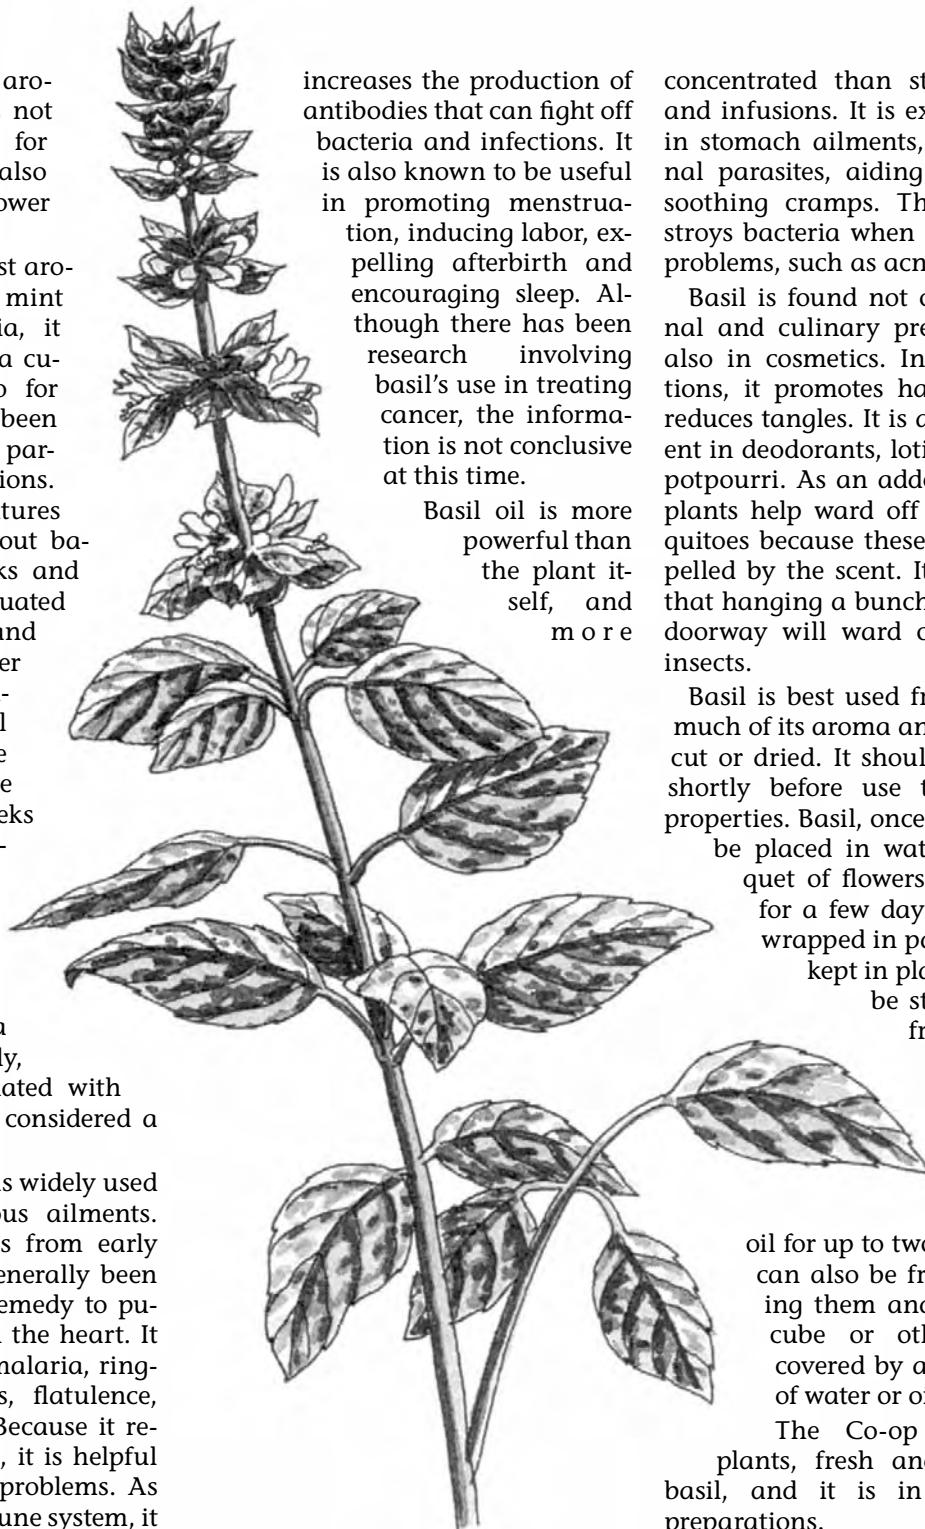 aro-
not
for
also
st aro-
mint
ia, it
a cu-
for
been
par-
ions.
tures
out ba-
ks and
uated
and
er
l
e
e
eks
a
ly,
ated with
considered a
is widely used
ous ailments.
s from early
enerally been
emedy to pu-
the heart. It
malaria, ring-
s, flatulence,
Because it re-
, it is helpful
problems. As
une system, it
increases the production of
antibodies that can fight off
bacteria and infections. It
is also known to be useful
in promoting menstrua-
tion, inducing labor, ex-
pelling afterbirth and
encouraging sleep. Al-
though there has been
research involving
basil's use in treating
cancer, the informa-
tion is not conclusive
at this time.
Basil oil is more
powerful than
the plant it-
self, and
more
concentrated than st
and infusions. It is ex
in stomach ailments,
nal parasites, aiding
soothing cramps. Th
stroys bacteria when
problems, such as acn
Basil is found not o
nal and culinary pre
also in cosmetics. In
tions, it promotes ha
reduces tangles. It is a
ent in deodorants, loti
potpourri. As an adde
plants help ward off
quitoes because these
pelled by the scent. It
that hanging a bunch
doorway will ward o
insects.
Basil is best used fr
much of its aroma an
cut or dried. It shoul
shortly before use t
properties. Basil, once
be placed in wat
quet of flowers
for a few day
wrapped in pa
kept in pla
be st
fr
oil for up to two
can also be fr
ing them and
cube or oth
covered by a
of water or oi
The Co-op
plants, fresh and
basil, and it is in
preparations.